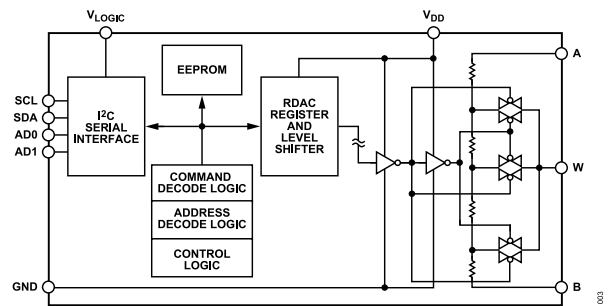 VLOGIC
VDD
A
EEPROM
RDAC
REGISTER
AND
LEVEL
SHIFTER
SCL
SDA
AD0
AD1
I2C
SERIAL
INTERFACE
W
COMMAND
DECODE LOGIC
ADDRESS
DECODE LOGIC
CONTROL
LOGIC
GND
B
003